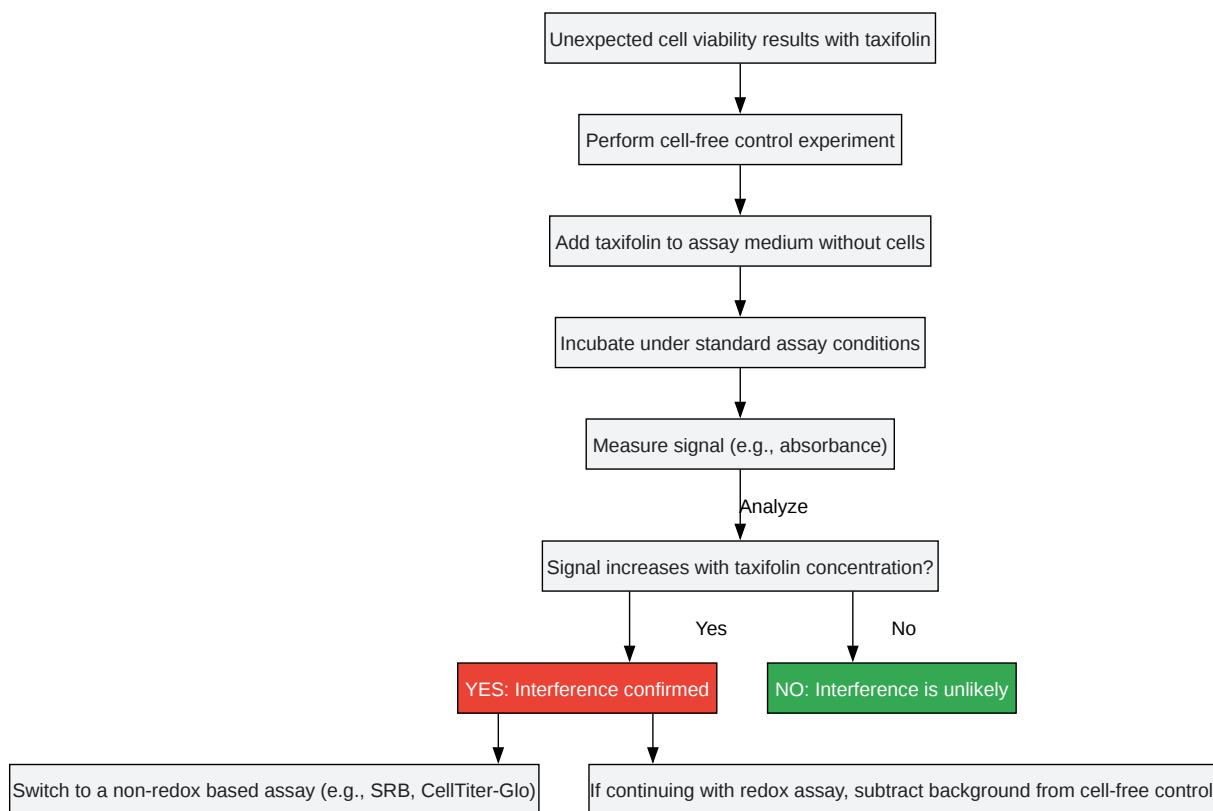 Unexpected cell viability results with taxifolin
Perform cell-free control experiment
Add taxifolin to assay medium without cells
Incubate under standard assay conditions
Measure signal (e.g., absorbance)
Analyze
Signal increases with taxifolin concentration?
Yes
No
YES: Interference confirmed
NO: Interference is unlikely
Switch to a non-redox based assay (e.g., SRB, CellTiter-Glo)
If continuing with redox assay, subtract background from cell-free control